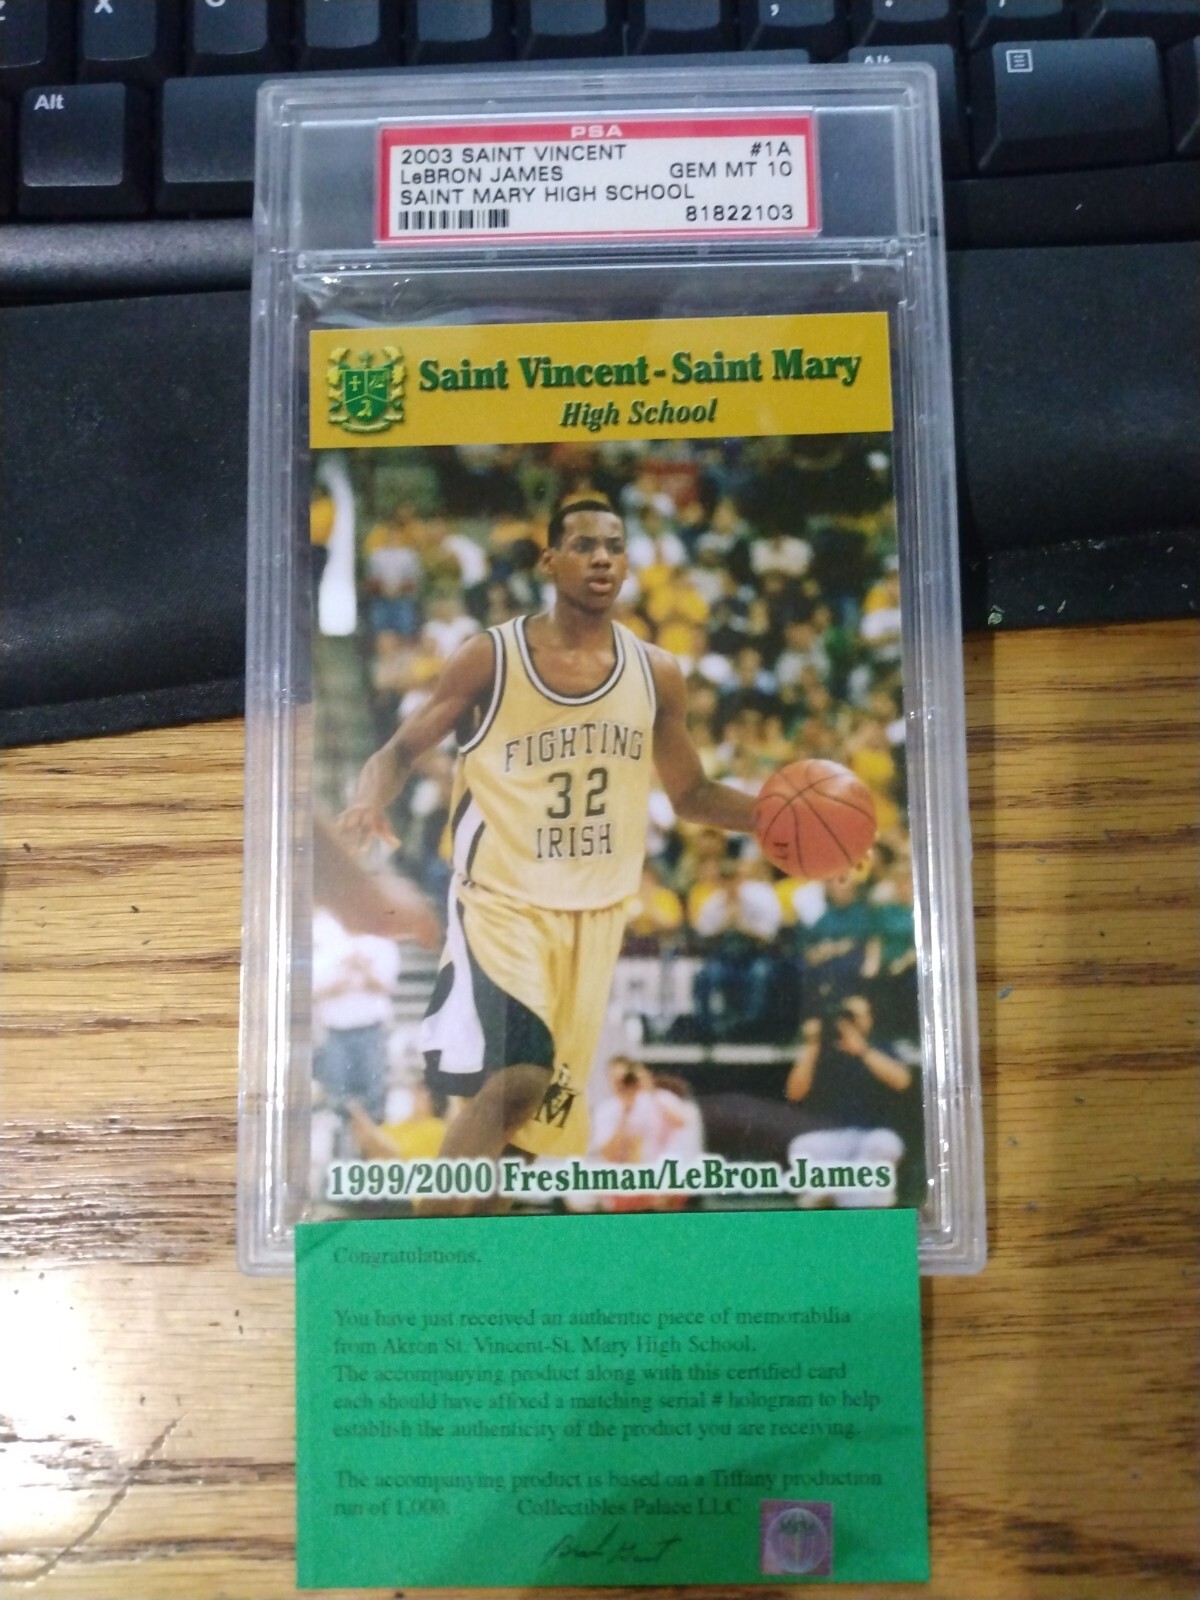 Alt
Alt
PSA
2003 SAINT VINCENT #1A
LeBRON JAMES GEM MT 10
SAINT MARY HIGH SCHOOL
81822103
Saint Vincent-Saint Mary
High School
FIGHTING
32
IRISH
M
1999/2000 Freshman/LeBron James
Congratulations.
You have just received an authentic piece of memorabilia
from Akron St. Vincent-St. Mary High School.
The accompanying product along with this certified card
each should have affixed a matching serial # hologram to help
establish the authenticity of the product you are receiving.
The accompanying product is based on a Tiffany production
run of 1,000. Collectibles Palace LLC